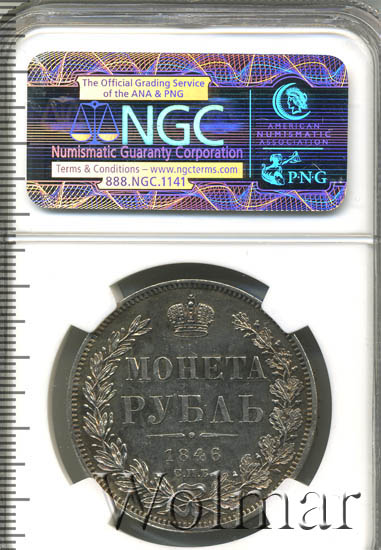 The Official Grading Service
of the ANA & PNG
NGC
Numismatic Guaranty Corporation
Terms & Conditions – www.ngcterms.com
888.NGC.1141
AMERICAN
NUMISMATIC
ASSOCIATION
P·N·G
МОНЕТА
РУБЛЬ
1846
С.П.Б.
Wolmar